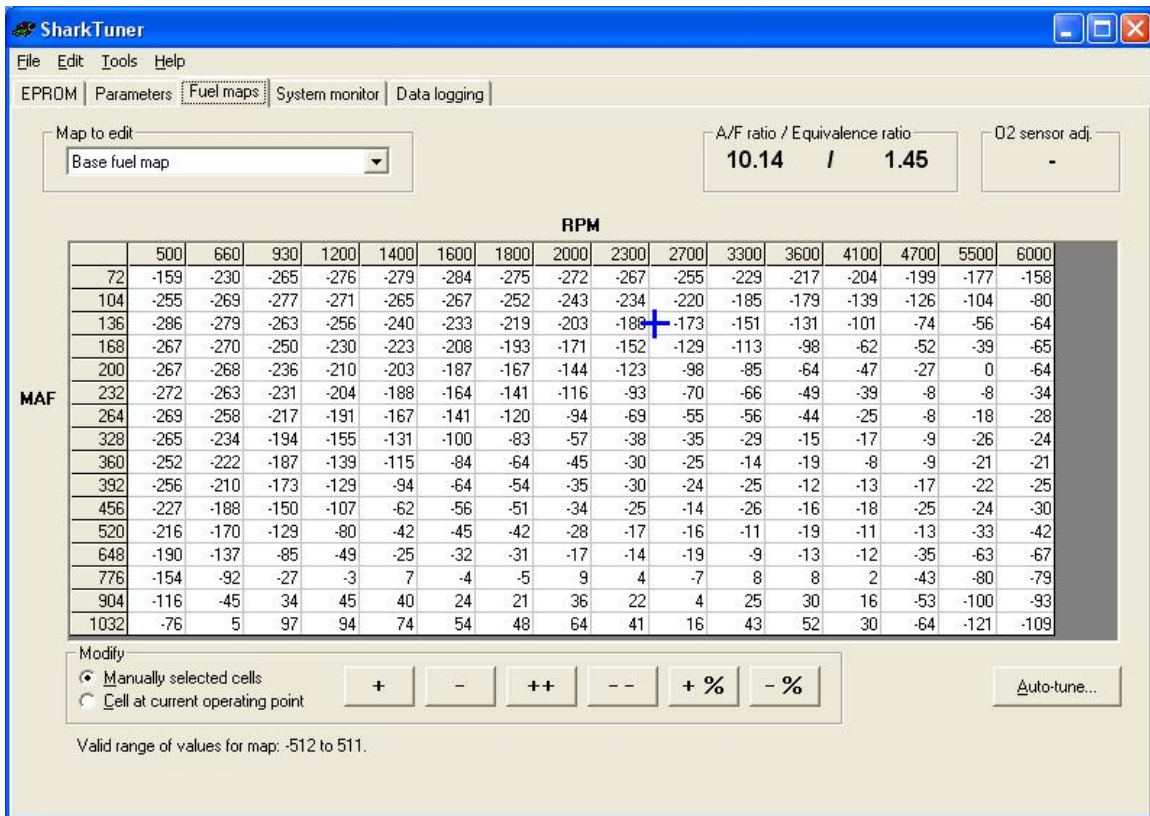 SharkTuner
File Edit Tools Help
EPROM Parameters Fuel maps System monitor Data logging
Map to edit A/F ratio / Equivalence ratio O2 sensor adj.
Base fuel map 10.14 / 1.45 -
RPM
500 660 930 1200 1400 1600 1800 2000 2300 2700 3300 3600 4100 4700 5500 6000
72 -159 -230 -265 -276 -279 -284 -275 -272 -267 -255 -229 -217 -204 -199 -177 -158
104 -255 -269 -277 -271 -265 -267 -252 -243 -234 -220 -185 -179 -139 -126 -104 -80
136 -286 -279 -263 -256 -240 -233 -219 -203 -188 -173 -151 -131 -101 -74 -56 -64
168 -267 -270 -250 -230 -223 -208 -193 -171 -152 -129 -113 -98 -62 -52 -39 -65
200 -267 -268 -236 -210 -203 -187 -167 -144 -123 -98 -85 -64 -47 -27 0 -64
MAF
232 -272 -263 -231 -204 -188 -164 -141 -116 -93 -70 -66 -49 -39 -8 -8 -34
264 -269 -258 -217 -191 -167 -141 -120 -94 -69 -55 -56 -44 -25 -8 -18 -28
328 -265 -234 -194 -155 -131 -100 -83 -57 -38 -35 -29 -15 -17 -9 -26 -24
360 -252 -222 -187 -139 -115 -84 -64 -45 -30 -25 -14 -19 -8 -9 -21 -21
392 -256 -210 -173 -129 -94 -64 -54 -35 -30 -24 -25 -12 -13 -17 -22 -25
456 -227 -188 -150 -107 -62 -56 -51 -34 -25 -14 -26 -16 -18 -25 -24 -30
520 -216 -170 -129 -80 -42 -45 -42 -28 -17 -16 -11 -19 -11 -13 -33 -42
648 -190 -137 -85 -49 -25 -32 -31 -17 -14 -19 -9 -13 -12 -35 -63 -67
776 -154 -92 -27 -3 7 -4 -5 9 4 -7 8 8 2 -43 -80 -79
904 -116 -45 34 45 40 24 21 36 22 4 25 30 16 -53 -100 -93
1032 -76 5 97 94 74 54 48 64 41 16 43 52 30 -64 -121 -109
Modify
Manually selected cells
Cell at current operating point
+ - ++ -- + % - % Auto-tune...
Valid range of values for map: -512 to 511.